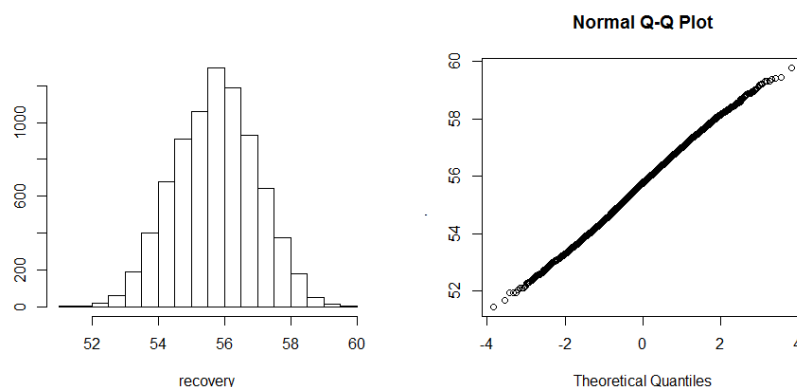 Normal Q-Q Plot
1000
600
200
0
52 54 56 58 60
recovery
60
58
56
54
52
-4 -2 0 2 4
Theoretical Quantiles